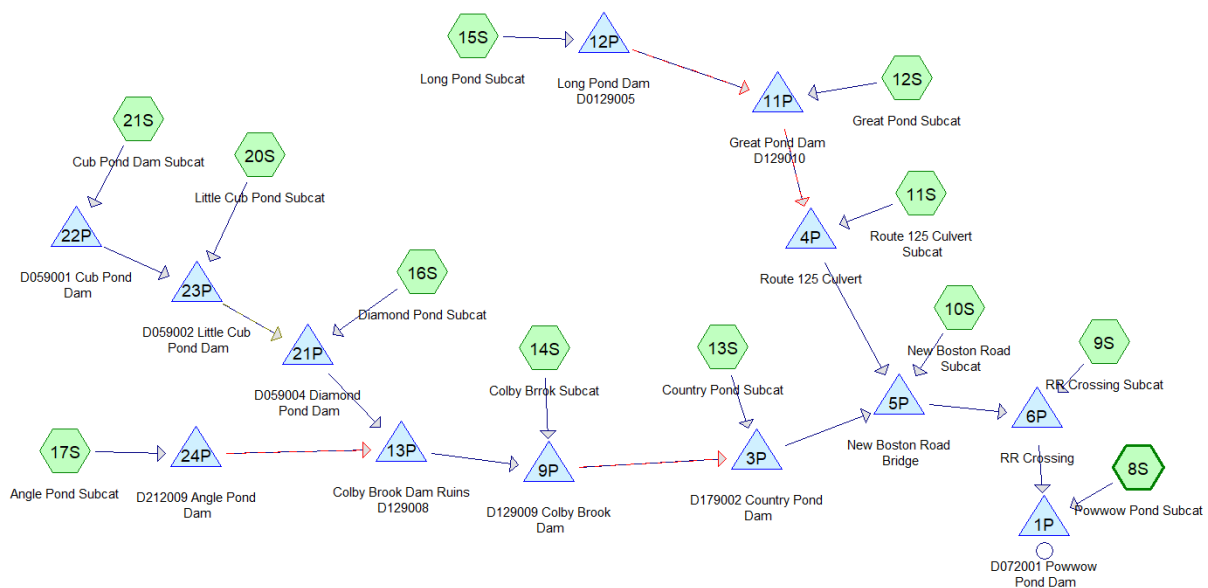 15S
Long Pond Subcat
12P
Long Pond Dam
D0129005
11P
Great Pond Dam
D129010
12S
Great Pond Subcat
21S
Cub Pond Dam Subcat
20S
Little Cub Pond Subcat
22P
D059001 Cub Pond
Dam
23P
D059002 Little Cub
Pond Dam
16S
Diamond Pond Subcat
21P
D059004 Diamond
Pond Dam
4P
Route 125 Culvert
11S
Route 125 Culvert
Subcat
10S
New Boston Road
Subcat
14S
Colby Brrok Subcat
13S
Country Pond Subcat
9S
RR Crossing Subcat
5P
New Boston Road
Bridge
6P
RR Crossing
17S
Angle Pond Subcat
24P
D212009 Angle Pond
Dam
13P
Colby Brook Dam Ruins
D129008
9P
D129009 Colby Brook
Dam
3P
D179002 Country Pond
Dam
8S
Powwow Pond Subcat
1P
D072001 Powwow
Pond Dam